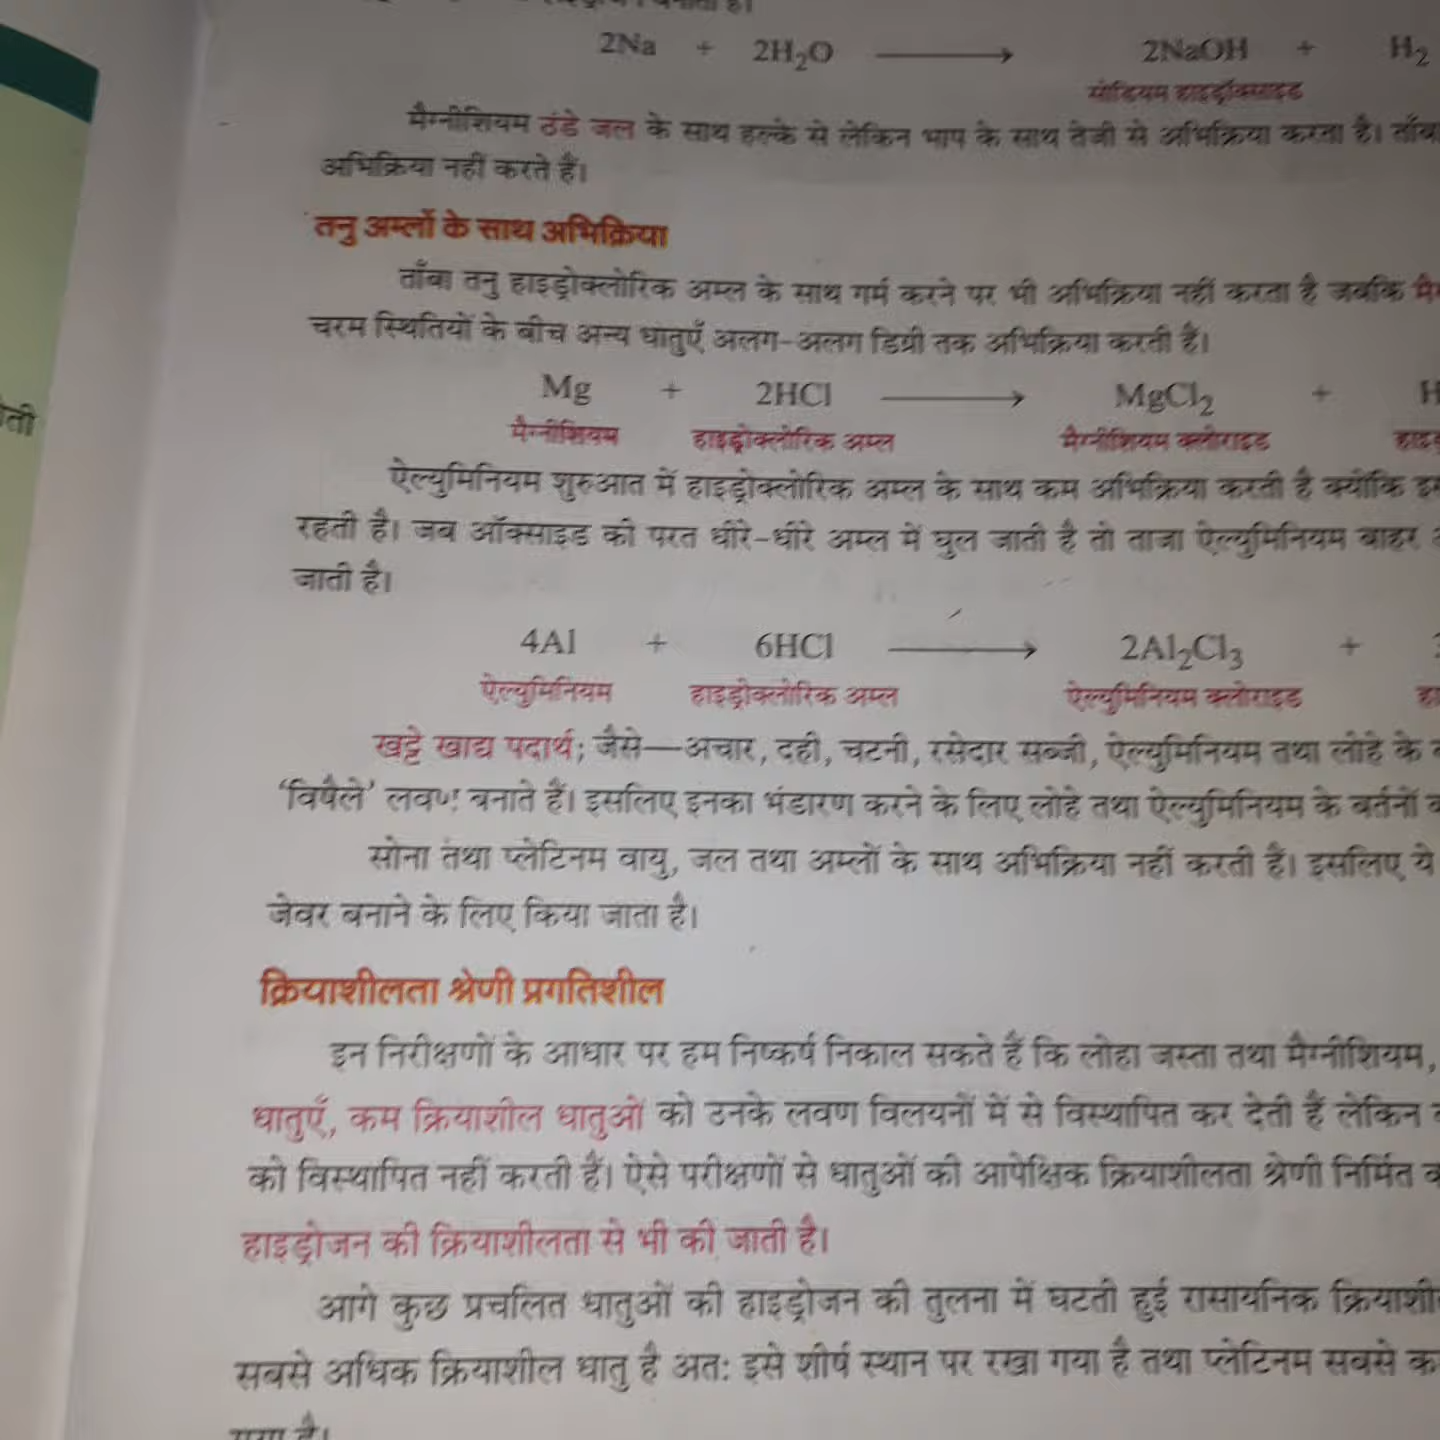 2Na + 2H₂O ⟶ 2NaOH + H₂
सोडियम हाइड्रॉक्साइड
मैग्नीशियम ठंडे जल के साथ हल्के से लेकिन भाप के साथ तेजी से अभिक्रिया करता है। ताँबा
अभिक्रिया नहीं करते हैं।
तनु अम्लों के साथ अभिक्रिया
ताँबा तनु हाइड्रोक्लोरिक अम्ल के साथ गर्म करने पर भी अभिक्रिया नहीं करता है जबकि
चरम स्थितियों के बीच अन्य धातुएँ अलग-अलग डिग्री तक अभिक्रिया करती हैं।
Mg + 2HCl ⟶ MgCl₂ + H
मैग्नीशियम हाइड्रोक्लोरिक अम्ल मैग्नीशियम क्लोराइड
ऐल्युमिनियम शुरुआत में हाइड्रोक्लोरिक अम्ल के साथ कम अभिक्रिया करती है क्योंकि
रहती है। जब ऑक्साइड की परत धीरे-धीरे अम्ल में घुल जाती है तो ताजा ऐल्युमिनियम बाहर
जाती है।
4Al + 6HCl ⟶ 2Al₂Cl₃ +
ऐल्युमिनियम हाइड्रोक्लोरिक अम्ल ऐल्युमिनियम क्लोराइड
खट्टे खाद्य पदार्थ; जैसे—अचार, दही, चटनी, रसेदार सब्जी, ऐल्युमिनियम तथा लोहे के
‘विषैले’ लवण बनाते हैं। इसलिए इनका भंडारण करने के लिए लोहे तथा ऐल्युमिनियम के बर्तनों
सोना तथा प्लेटिनम वायु, जल तथा अम्लों के साथ अभिक्रिया नहीं करती हैं। इसलिए ये
जेवर बनाने के लिए किया जाता है।
क्रियाशीलता श्रेणी प्रगतिशील
इन निरीक्षणों के आधार पर हम निष्कर्ष निकाल सकते हैं कि लोहा जस्ता तथा मैग्नीशियम,
धातुएँ, कम क्रियाशील धातुओं को उनके लवण विलयनों में से विस्थापित कर देती हैं लेकिन
को विस्थापित नहीं करती हैं। ऐसे परीक्षणों से धातुओं की आपेक्षिक क्रियाशीलता श्रेणी निर्मित
हाइड्रोजन की क्रियाशीलता से भी की जाती है।
आगे कुछ प्रचलित धातुओं की हाइड्रोजन की तुलना में घटती हुई रासायनिक
सबसे अधिक क्रियाशील धातु है अतः इसे शीर्ष स्थान पर रखा गया है तथा प्लेटिनम सबसे